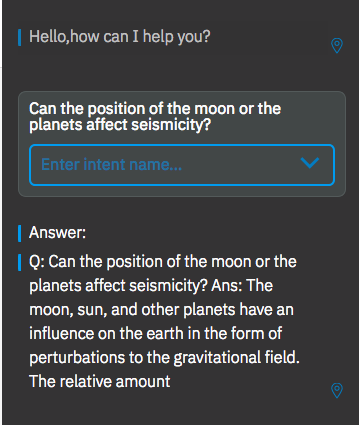 Hello,how can I help you?
Can the position of the moon or the
planets affect seismicity?
Enter intent name...
Answer:
Q: Can the position of the moon or the
planets affect seismicity? Ans: The
moon, sun, and other planets have an
influence on the earth in the form of
perturbations to the gravitational field.
The relative amount